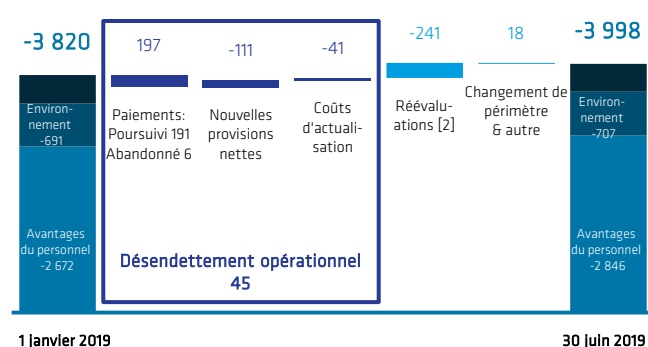 -3 820
Environ-
nement
-691
Avantages
du personnel
-2 672
1 janvier 2019
197
Paiements:
Poursuivi 191
Abandonné 6
-111
Nouvelles
provisions
nettes
-41
Coûts
d'actuali-
sation
Désendettement opérationnel
45
-241
Réévalu-
ations [2]
18
Changement de
périmètre
& autre
-3 998
Environ-
nement
-707
Avantages
du personnel
-2 846
30 juin 2019